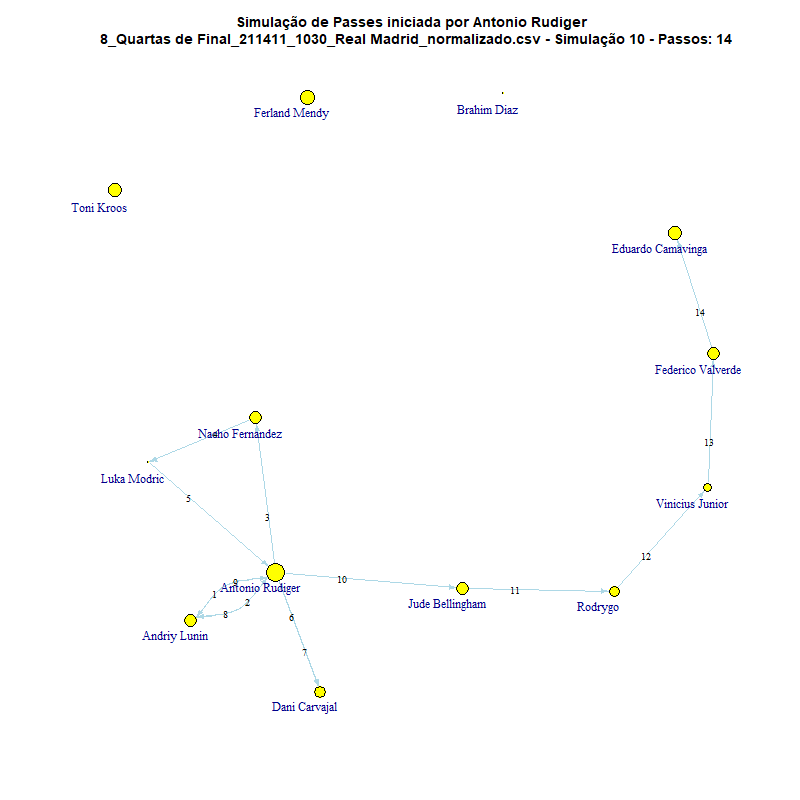 Simulação de Passes iniciada por Antonio Rudiger
8_Quartas de Final_211411_1030_Real Madrid_normalizado.csv - Simulação 10 - Passos: 14
Ferland Mendy
Brahim Diaz
Toni Kroos
Eduardo Camavinga
14
Federico Valverde
Nacho Fernandez
4
13
Luka Modric
5
Vinicius Junior
3
12
10
9
Antonio Rudiger
11
1
2
Jude Bellingham
Rodrygo
8
6
Andriy Lunin
7
Dani Carvajal